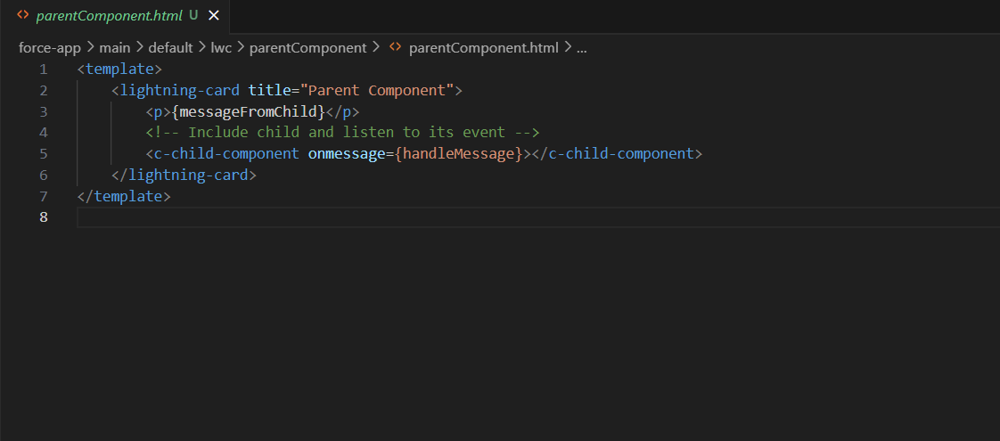 parentComponent.html U
force-app > main > default > lwc > parentComponent > parentComponent.html > ...
1 <template>
2     <lightning-card title="Parent Component">
3         <p>{messageFromChild}</p>
4         <!-- Include child and listen to its event -->
5         <c-child-component onmessage={handleMessage}></c-child-component>
6     </lightning-card>
7 </template>
8